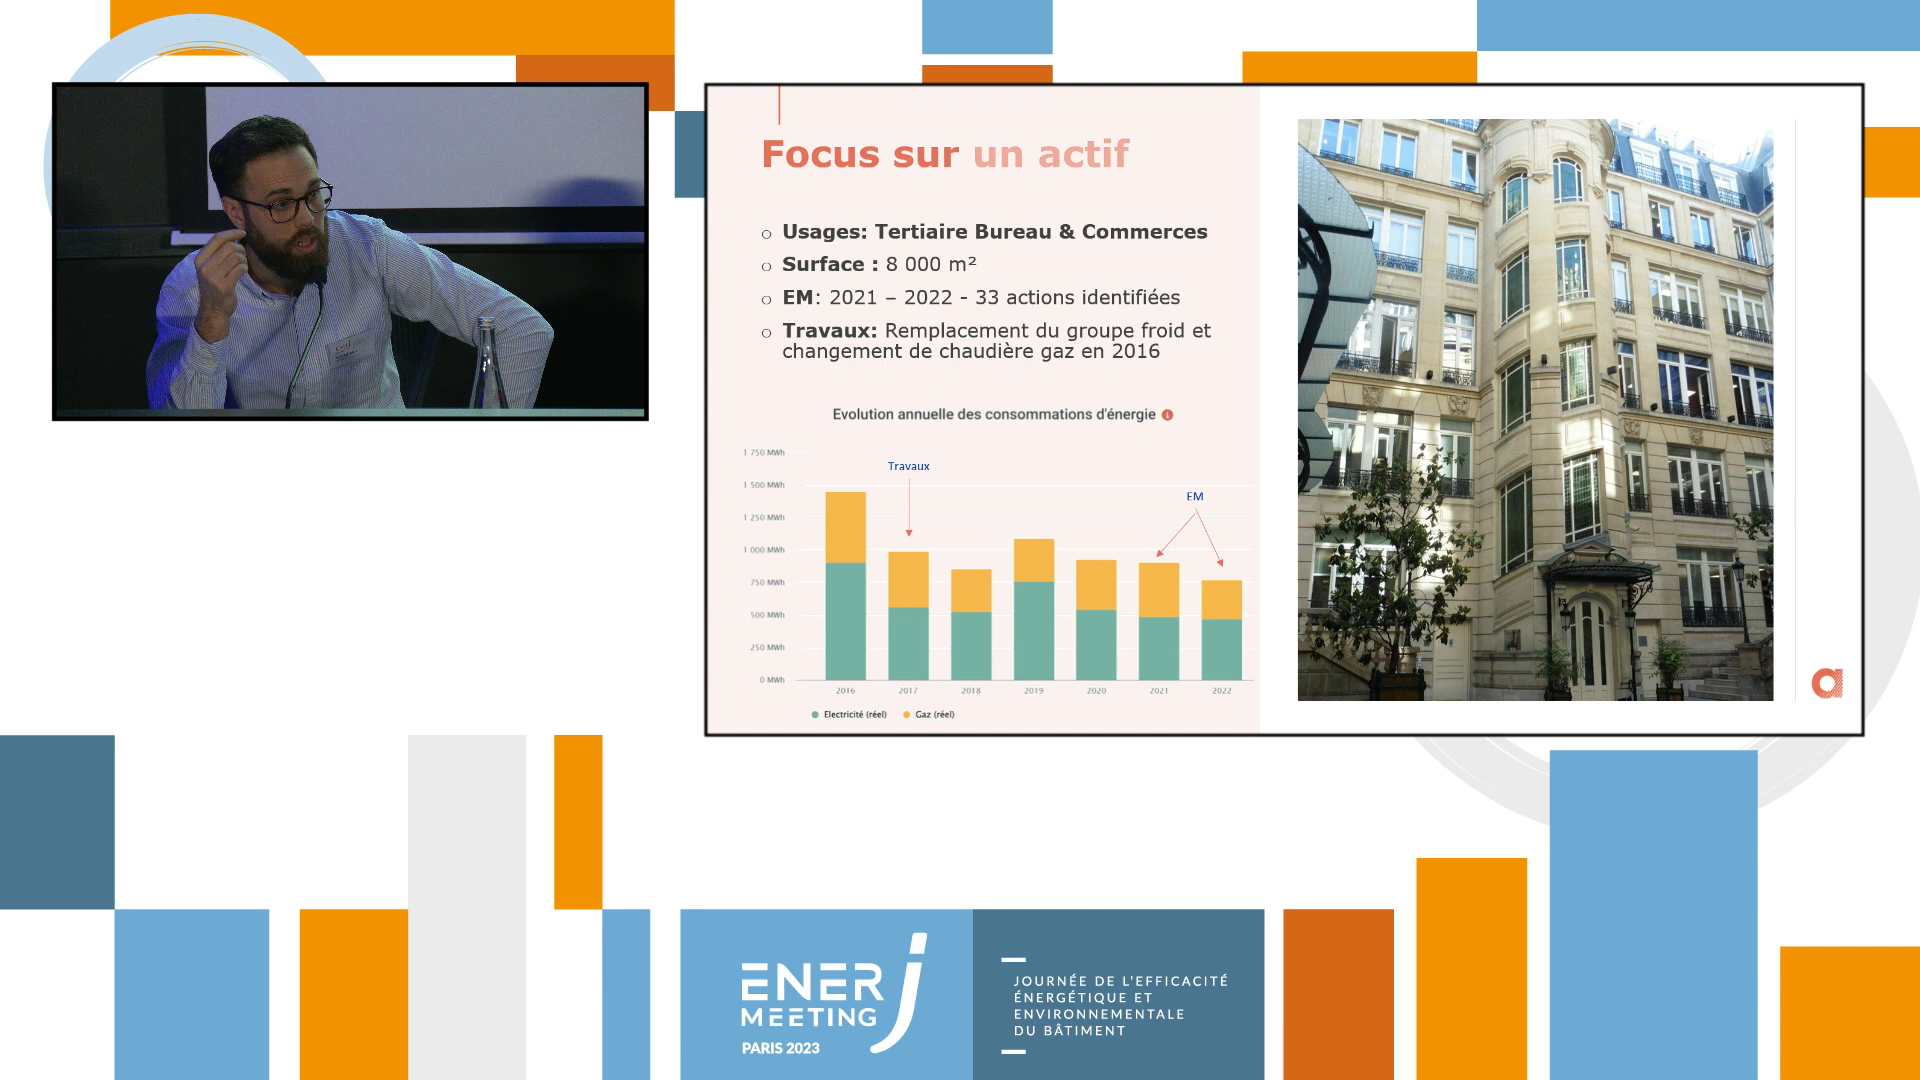 Focus sur un actif
o Usages: Tertiaire Bureau & Commerces
o Surface : 8 000 m²
o EM: 2021 – 2022 - 33 actions identifiées
o Travaux: Remplacement du groupe froid et
changement de chaudière gaz en 2016
Evolution annuelle des consommations d'énergie
1 750 MWh
1 500 MWh
1 250 MWh
1 000 MWh
750 MWh
500 MWh
250 MWh
0 MWh
Travaux
EM
2016 2017 2018 2019 2020 2021 2022
Electricité (réel) Gaz (réel)
a
ENERJ
MEETING
PARIS 2023
JOURNÉE DE L'EFFICACITÉ
ÉNERGÉTIQUE ET
ENVIRONNEMENTALE
DU BÂTIMENT